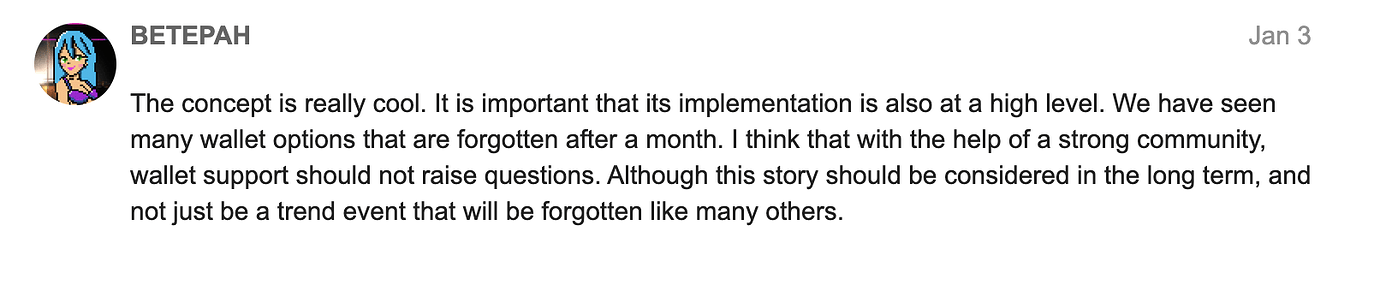 BETEPAH
Jan 3
The concept is really cool. It is important that its implementation is also at a high level. We have seen
many wallet options that are forgotten after a month. I think that with the help of a strong community,
wallet support should not raise questions. Although this story should be considered in the long term, and
not just be a trend event that will be forgotten like many others.